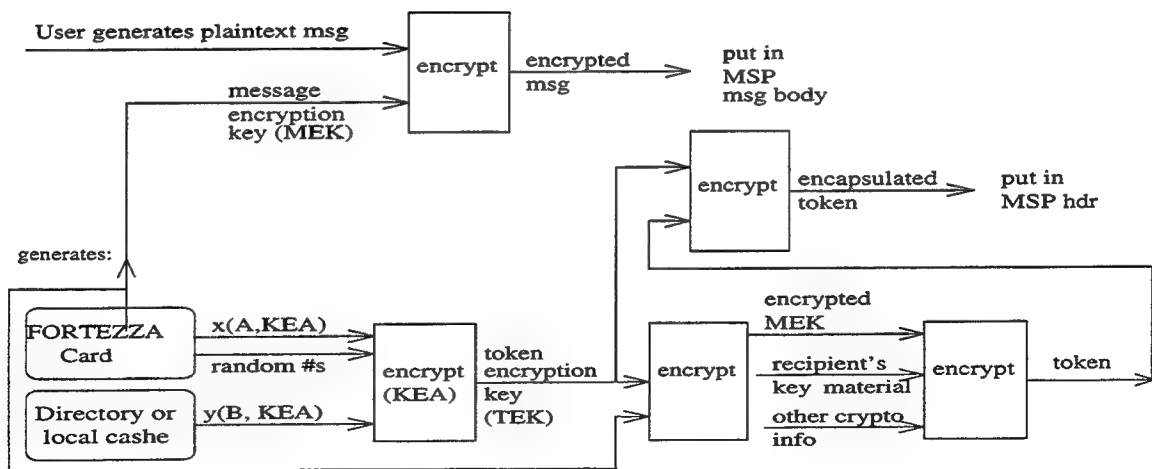 User generates plaintext msg
encrypt
encrypted
msg
put in
MSP
msg body
message
encryption
key (MEK)
encrypt
encapsulated
token
put in
MSP hdr
generates:
FORTEZZA
Card
x(A,KEA)
random #s
encrypt
(KEA)
token
encryption
key
(TEK)
encrypt
encrypted
MEK
recipient's
key material
other crypto
info
encrypt
token
Directory or
local cashe
y(B, KEA)